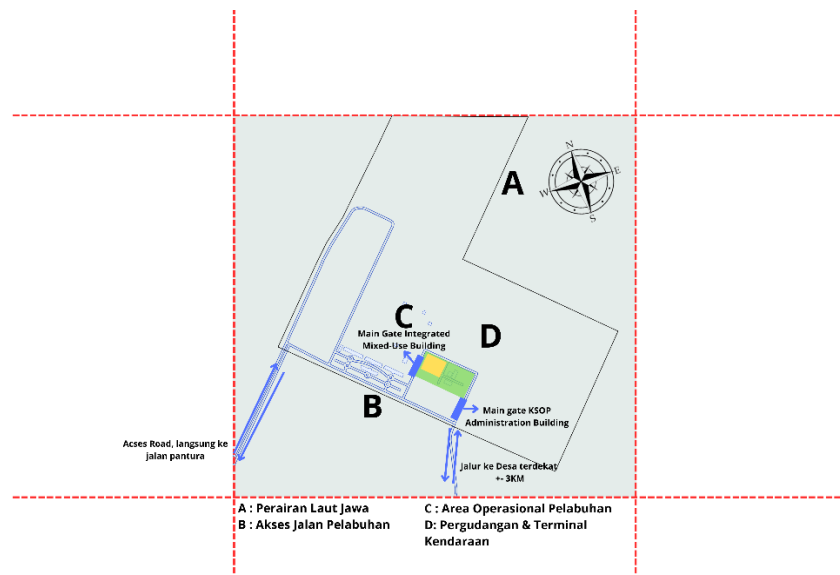 N
W
E
S
A
C
Main Gate Integrated
Mixed-Use Building
D
B
Main gate KSOP
Administration Building
Acses Road, langsung ke
jalan pantura
Jalur ke Desa terdekat
+- 3KM
A : Perairan Laut Jawa
B : Akses Jalan Pelabuhan
C : Area Operasional Pelabuhan
D: Pergudangan & Terminal
Kendaraan